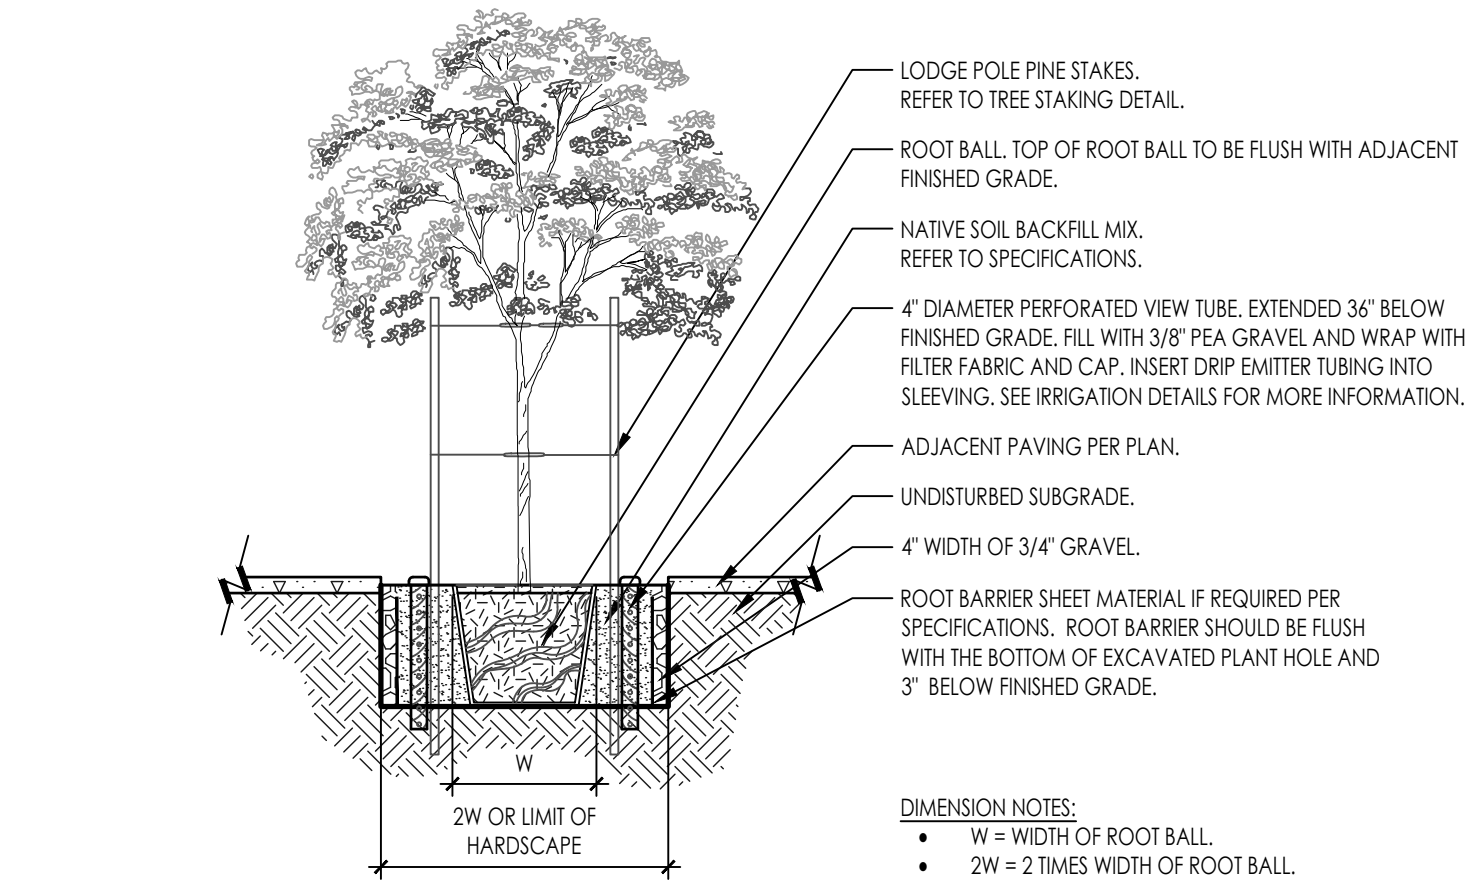 LODGE POLE PINE STAKES.
REFER TO TREE STAKING DETAIL.
ROOT BALL. TOP OF ROOT BALL TO BE FLUSH WITH ADJACENT
FINISHED GRADE.
NATIVE SOIL BACKFILL MIX.
REFER TO SPECIFICATIONS.
4" DIAMETER PERFORATED VIEW TUBE. EXTENDED 36" BELOW
FINISHED GRADE. FILL WITH 3/8" PEA GRAVEL AND WRAP WITH
FILTER FABRIC AND CAP. INSERT DRIP EMITTER TUBING INTO
SLEEVING. SEE IRRIGATION DETAILS FOR MORE INFORMATION.
ADJACENT PAVING PER PLAN.
UNDISTURBED SUBGRADE.
4" WIDTH OF 3/4" GRAVEL.
ROOT BARRIER SHEET MATERIAL IF REQUIRED PER
SPECIFICATIONS. ROOT BARRIER SHOULD BE FLUSH
WITH THE BOTTOM OF EXCAVATED PLANT HOLE AND
3" BELOW FINISHED GRADE.
W
2W OR LIMIT OF
HARDSCAPE
DIMENSION NOTES:
• W = WIDTH OF ROOT BALL.
• 2W = 2 TIMES WIDTH OF ROOT BALL.